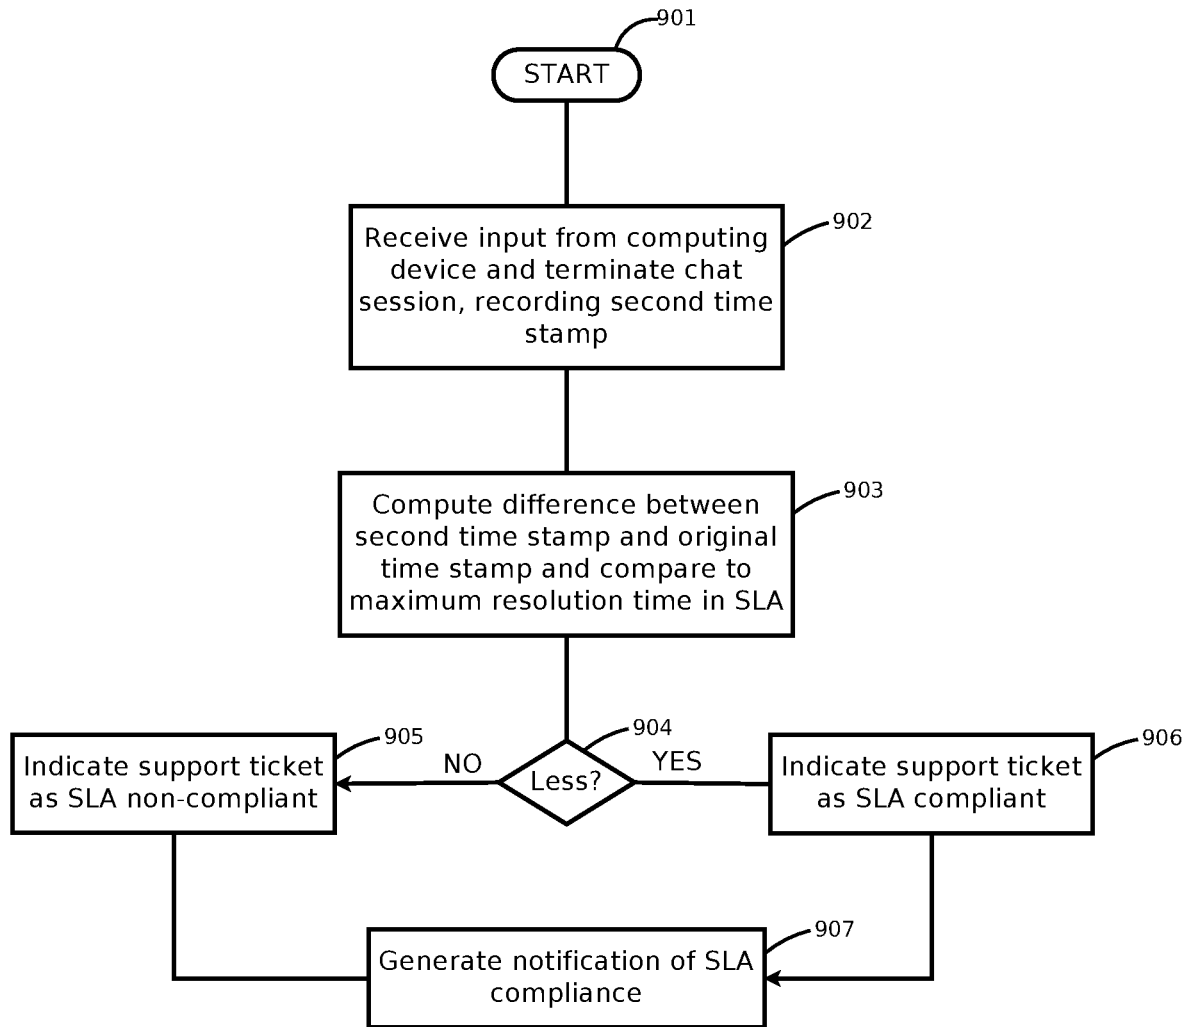 901
START
902
Receive input from computing
device and terminate chat
session, recording second time
stamp
903
Compute difference between
second time stamp and original
time stamp and compare to
maximum resolution time in SLA
904
905
906
NO
Less?
YES
Indicate support ticket
as SLA non-compliant
Indicate support ticket
as SLA compliant
907
Generate notification of SLA
compliance